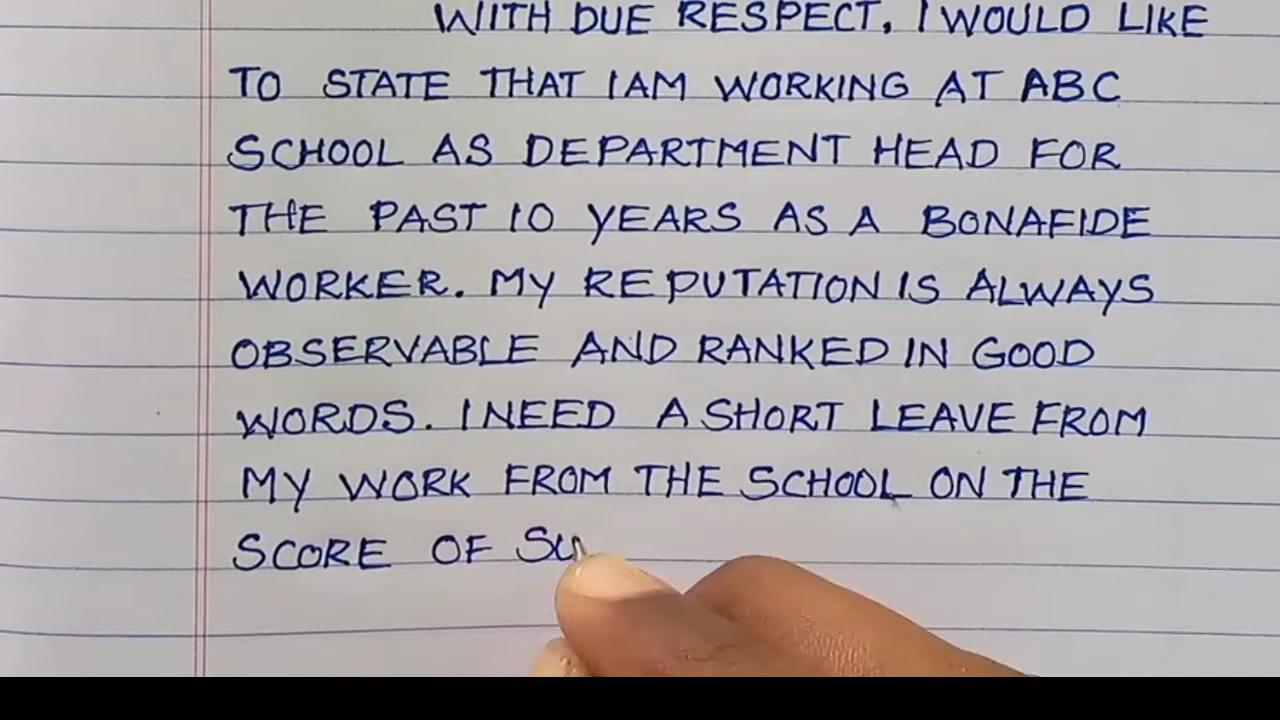 WITH DUE RESPECT, I WOULD LIKE
TO STATE THAT I AM WORKING AT ABC
SCHOOL AS DEPARTMENT HEAD FOR
THE PAST 10 YEARS AS A BONAFIDE
WORKER. MY REPUTATION IS ALWAYS
OBSERVABLE AND RANKED IN GOOD
WORDS. I NEED A SHORT LEAVE FROM
MY WORK FROM THE SCHOOL ON THE
SCORE OF